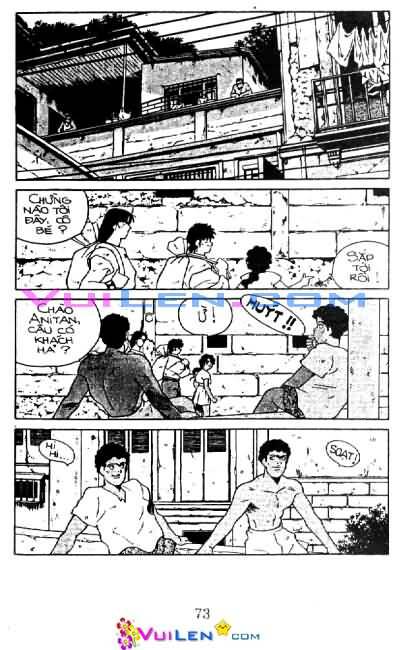 CHỪNG
NÀO TỚI
ĐÂY, CÔ
BÉ ?
SẮP
TỚI
RỒI !
VUILEN.COM
CHÀO
ANITAN,
CẬU CÓ
KHÁCH
HẢ ?
Ừ !
HUÝT !!
HI
HI...
SOẠT !
73
VUILEN.COM